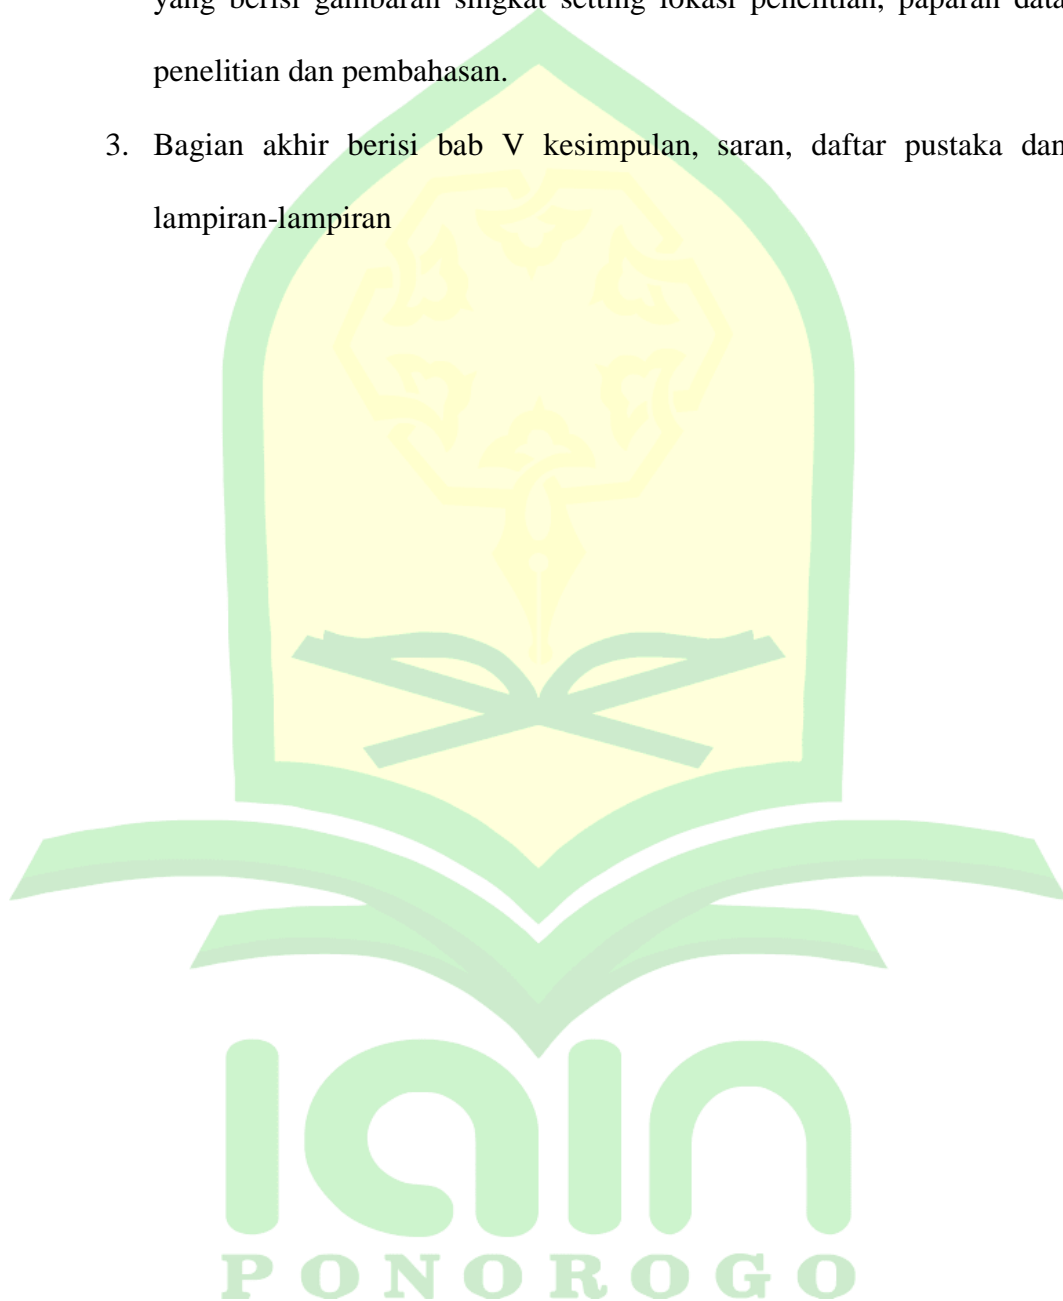 yang berisi gambaran singkat setting lokasi penelitian, paparan data
penelitian dan pembahasan.
3. Bagian akhir berisi bab V kesimpulan, saran, daftar pustaka dan
lampiran-lampiran
iain
PONOROGO